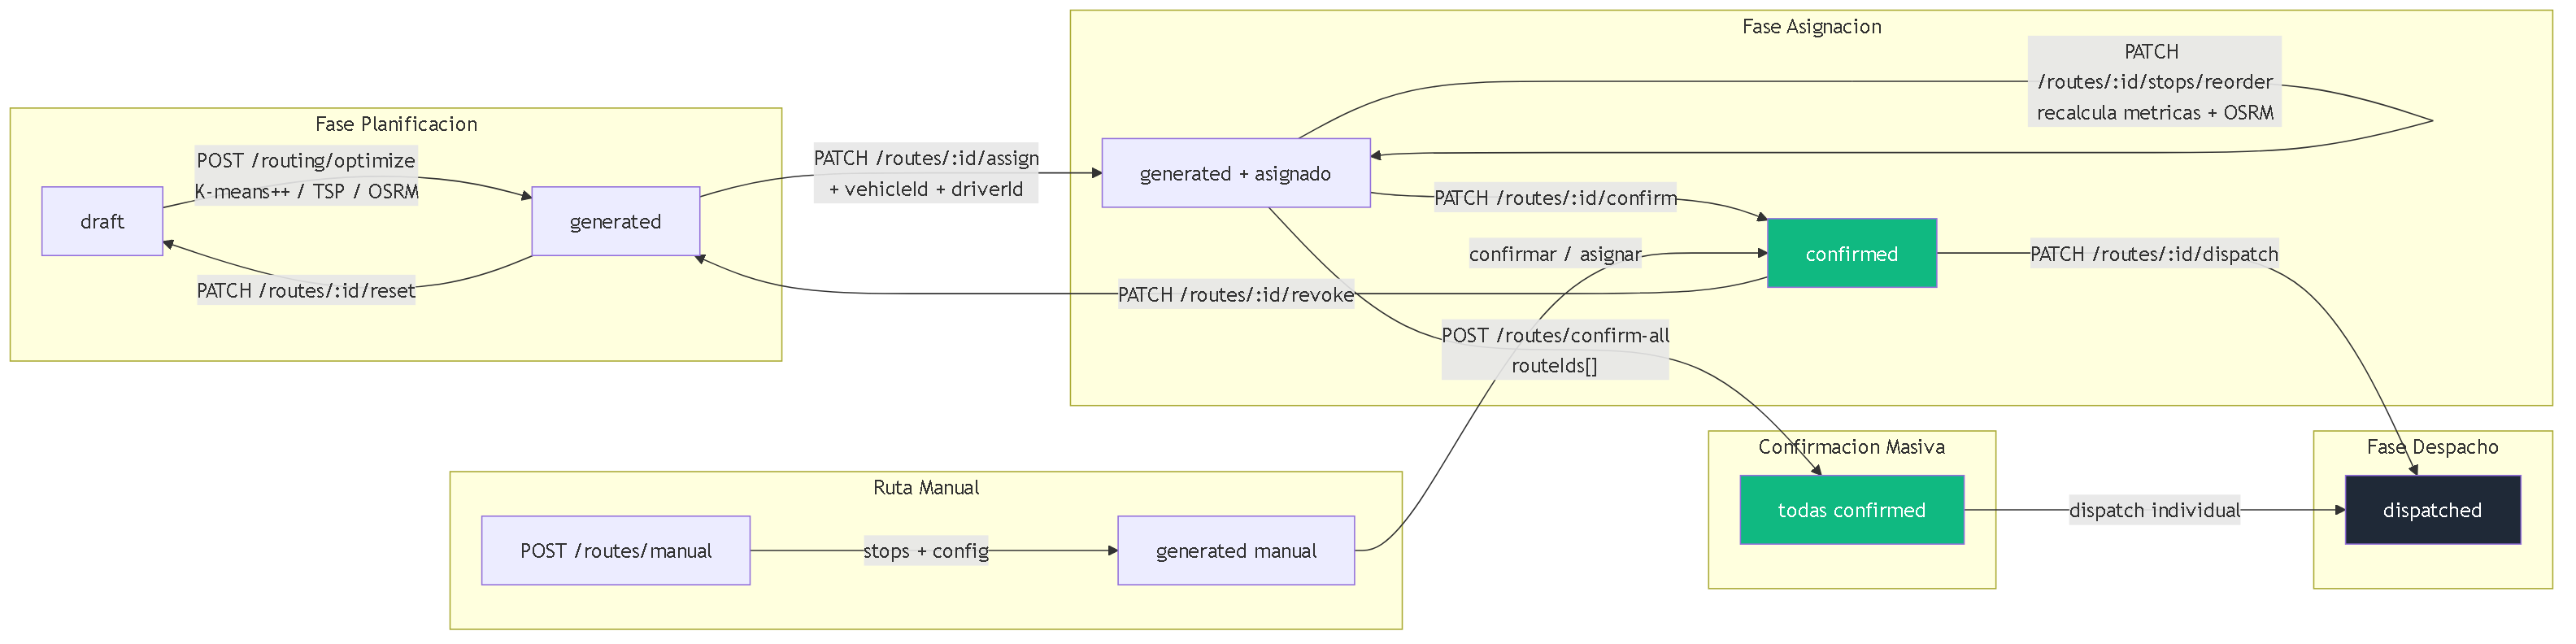 Fase Planificacion
draft
POST /routing/optimize
K-means++ / TSP / OSRM
generated
PATCH /routes/:id/reset
PATCH /routes/:id/assign
+ vehicleId + driverId
Fase Asignacion
generated + asignado
PATCH
/routes/:id/stops/reorder
recalcula metricas + OSRM
PATCH /routes/:id/confirm
confirmar / asignar
confirmed
PATCH /routes/:id/dispatch
PATCH /routes/:id/revoke
POST /routes/confirm-all
routeIds[]
Ruta Manual
POST /routes/manual
stops + config
generated manual
Confirmacion Masiva
todas confirmed
dispatch individual
Fase Despacho
dispatched